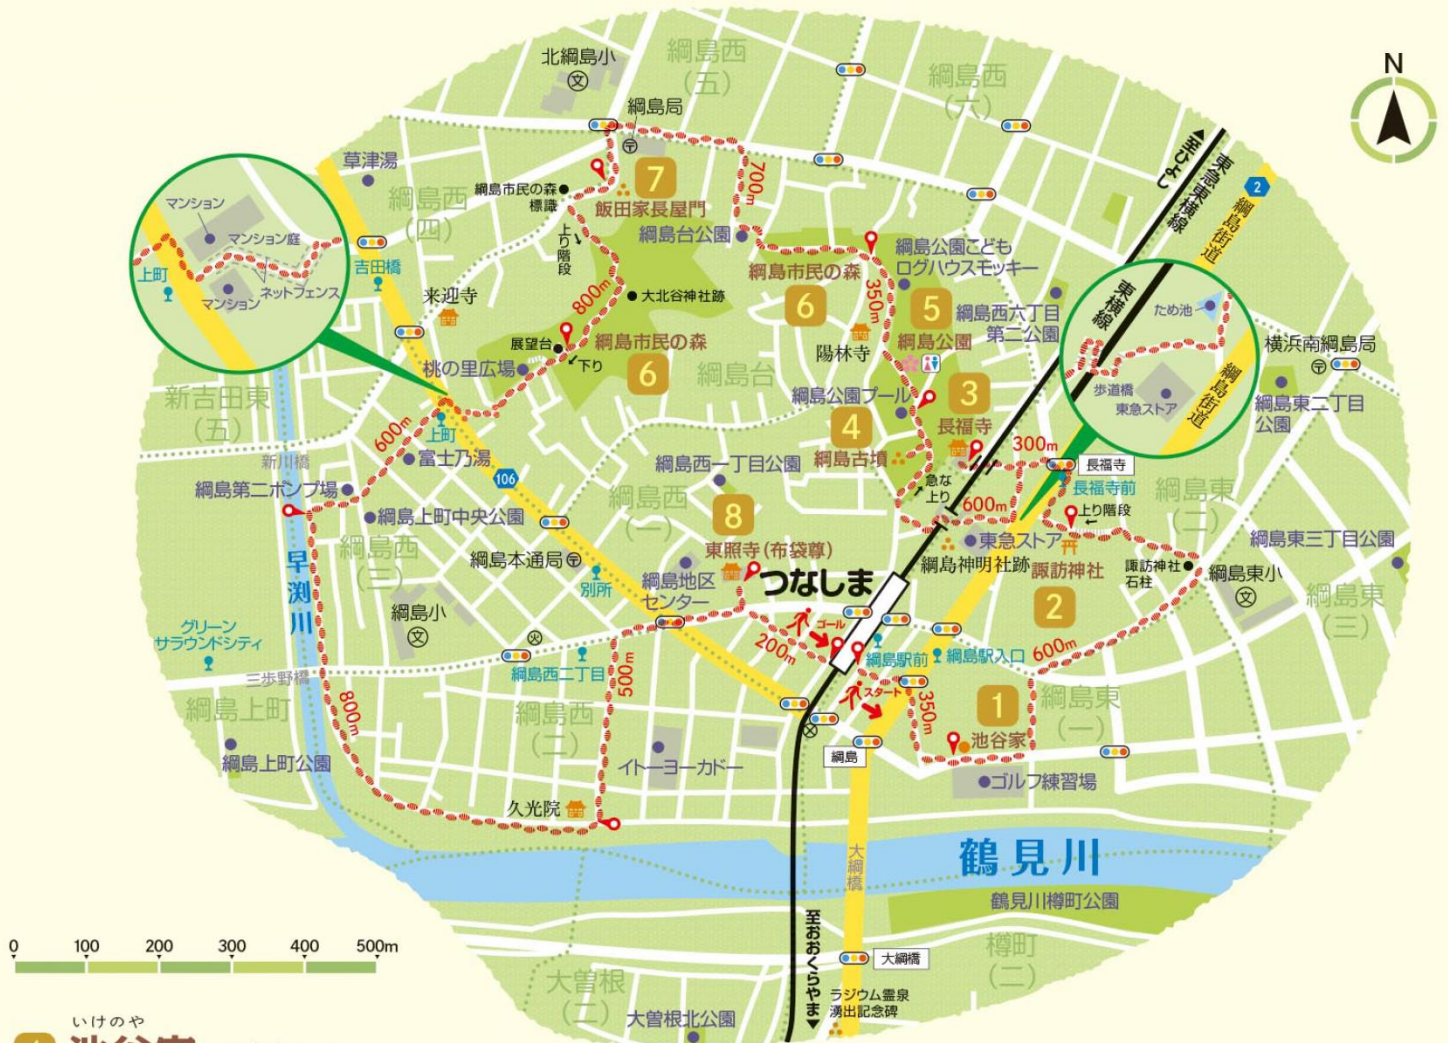 北綱島小
文
綱島西
(五)
綱島西
(六)
N
綱島局
〒
草津湯
綱島西
(四)
綱島市民の森
標識
7
飯田家長屋門
700m
至ひよし
東急東横線
2
綱島街道
マンション
マンション庭
上町
マンション
ネットフェンス
吉田橋
上り階段
綱島台公園
綱島公園こども
ログハウスモッキー
綱島市民の森
6
350m
5
綱島公園
綱島西六丁目
第二公園
東横線
ため池
歩道橋
東急ストア
綱島街道
横浜南綱島局
〒
綱島東二丁目
公園
来迎寺
800m
大北谷神社跡
展望台
下り
綱島市民の森
6
桃の里広場
陽林寺
綱島台
綱島公園プール
3
長福寺
4
綱島古墳
300m
長福寺
長福寺前
新吉田東
(五)
600m
上町
富士乃湯
新川橋
綱島第二ポンプ場
106
綱島西一丁目公園
急な
上り
600m
上り階段
綱島東
(二)
綱島上町中央公園
綱島西
(一)
8
東照寺(布袋尊)
東急ストア
綱島神明社跡
諏訪神社
2
諏訪神社
石柱
綱島東三丁目公園
綱島東小
文
綱島東
(三)
早渕川
綱島西
(三)
綱島本通局
〒
別所
綱島地区
センター
つなしま
綱島小
文
グリーン
サラウンドシティ
綱島西二丁目
ゴール
200m
綱島駅前
綱島駅入口
600m
三歩野橋
綱島上町
800m
500m
綱島西
(二)
スタート
350m
1
池谷家
綱島東
(一)
綱島上町公園
イトーヨーカドー
綱島
ゴルフ練習場
久光院
大綱橋
鶴見川
鶴見川樽町公園
0 100 200 300 400 500m
大曽根
(二)
至おおくらやま
大綱橋
樽町
(二)
ラジウム霊泉
湧出記念碑
大曽根北公園
いけのや
池谷家